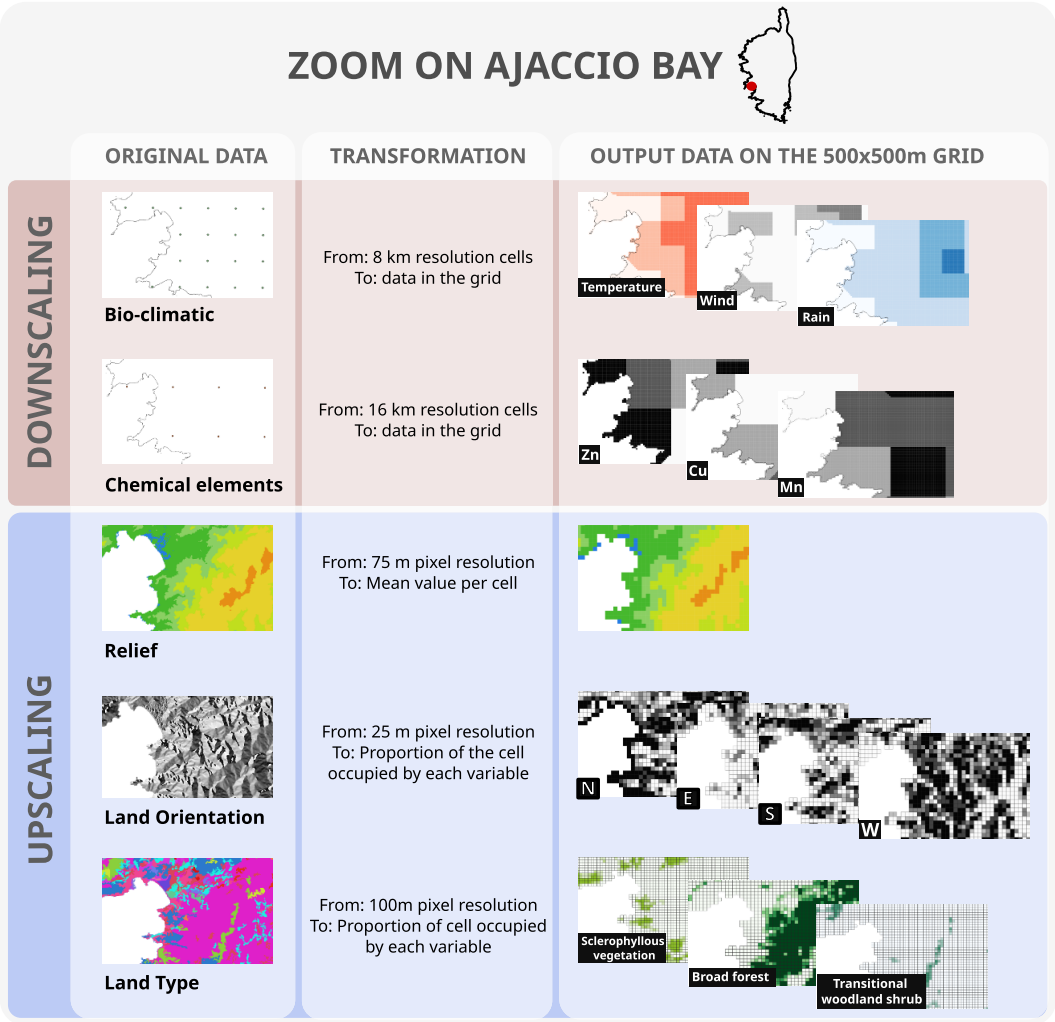 ZOOM ON AJACCIO BAY
ORIGINAL DATA
TRANSFORMATION
OUTPUT DATA ON THE 500x500m GRID
DOWNSCALING
Bio-climatic
From: 8 km resolution cells
To: data in the grid
Temperature
Wind
Rain
Chemical elements
From: 16 km resolution cells
To: data in the grid
Zn
Cu
Mn
UPSCALING
Relief
From: 75 m pixel resolution
To: Mean value per cell
Land Orientation
From: 25 m pixel resolution
To: Proportion of the cell
occupied by each variable
N
E
S
W
Land Type
From: 100m pixel resolution
To: Proportion of cell occupied
by each variable
Sclerophyllous
vegetation
Broad forest
Transitional
woodland shrub